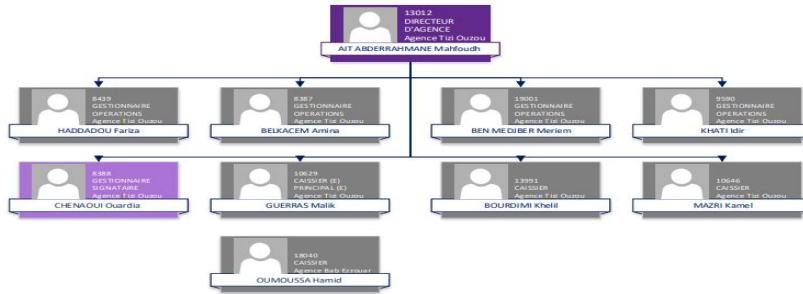 13012
DIRECTEUR
D'AGENCE
Agence Tizi Ouzou
AIT ABDERRAHMANE Mahfoudh
8439
GESTIONNAIRE
OPERATIONS
Agence Tizi Ouzou
HADDADOU Fariza
8387
GESTIONNAIRE
OPERATIONS
Agence Tizi Ouzou
BELKACEM Amina
19001
GESTIONNAIRE
OPERATIONS
Agence Tizi Ouzou
BEN MEDJBER Meriem
9590
GESTIONNAIRE
OPERATIONS
Agence Tizi Ouzou
KHATI Idir
8388
GESTIONNAIRE
SIGNATAIRE
Agence Tizi Ouzou
CHENAOUI Ouardia
10629
CAISSIER (E)
PRINCIPAL (E)
Agence Tizi Ouzou
GUERRAS Malik
13991
CAISSIER
Agence Tizi Ouzou
BOURDIMI Khelil
10646
CAISSIER
Agence Tizi Ouzou
MAZRI Kamel
18040
CAISSIER
Agence Bab Ezzouar
OUMOUSSA Hamid